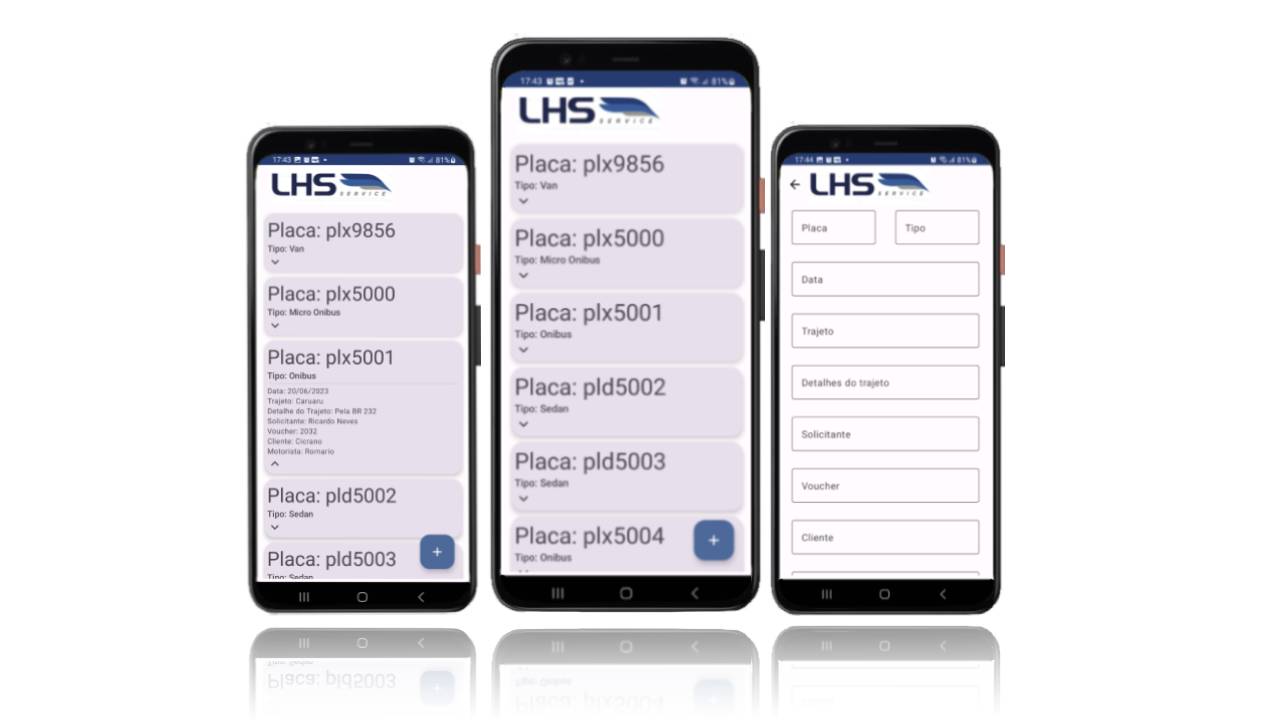 17:43
81%
LHS
SERVICE
Placa: plx9856
Tipo: Van
Placa: plx5000
Tipo: Micro Onibus
Placa: plx5001
Tipo: Onibus
Data: 20/06/2023
Trajeto: Caruaru
Detalhe do Trajeto: Pela BR 232
Solicitante: Ricardo Neves
Voucher: 2032
Cliente: Cicrano
Motorista: Romario
Placa: pld5002
Tipo: Sedan
Placa: pld5003
Tipo: Sedan
+
17:43
81%
LHS
SERVICE
Placa: plx9856
Tipo: Van
Placa: plx5000
Tipo: Micro Onibus
Placa: plx5001
Tipo: Onibus
Placa: pld5002
Tipo: Sedan
Placa: pld5003
Tipo: Sedan
Placa: plx5004
Tipo: Onibus
+
17:44
81%
LHS
SERVICE
Placa
Tipo
Data
Trajeto
Detalhes do trajeto
Solicitante
Voucher
Cliente